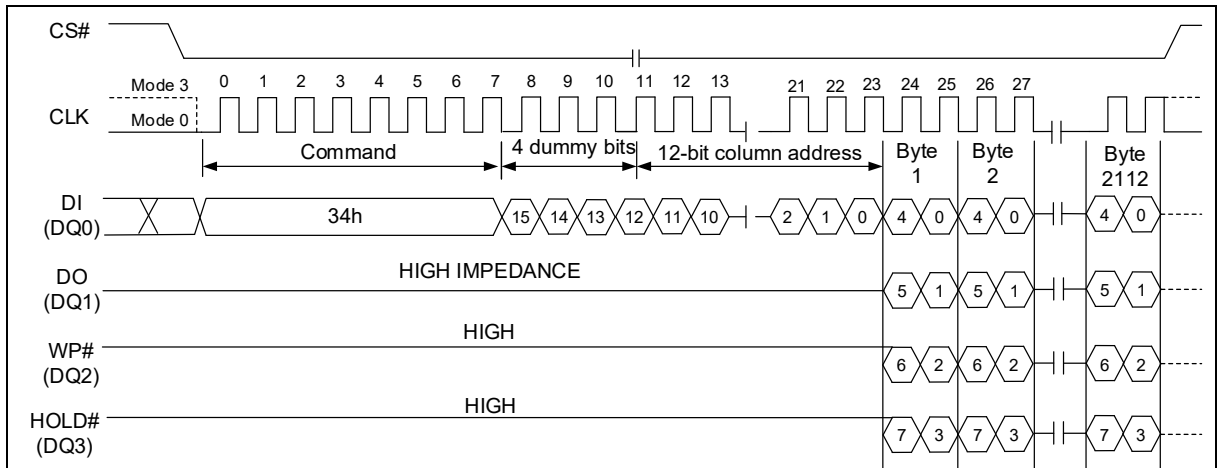 CS#
Mode 3
0 1 2 3 4 5 6 7 8 9 10 11 12 13 21 22 23 24 25 26 27
CLK
Mode 0
Command
4 dummy bits
12-bit column address
Byte
1
Byte
2
Byte
2112
DI
(DQ0)
34h
15 14 13 12 11 10 2 1 0 4 0 4 0 4 0
HIGH IMPEDANCE
DO
(DQ1)
5 1 5 1 5 1
HIGH
WP#
(DQ2)
6 2 6 2 6 2
HIGH
HOLD#
(DQ3)
7 3 7 3 7 3